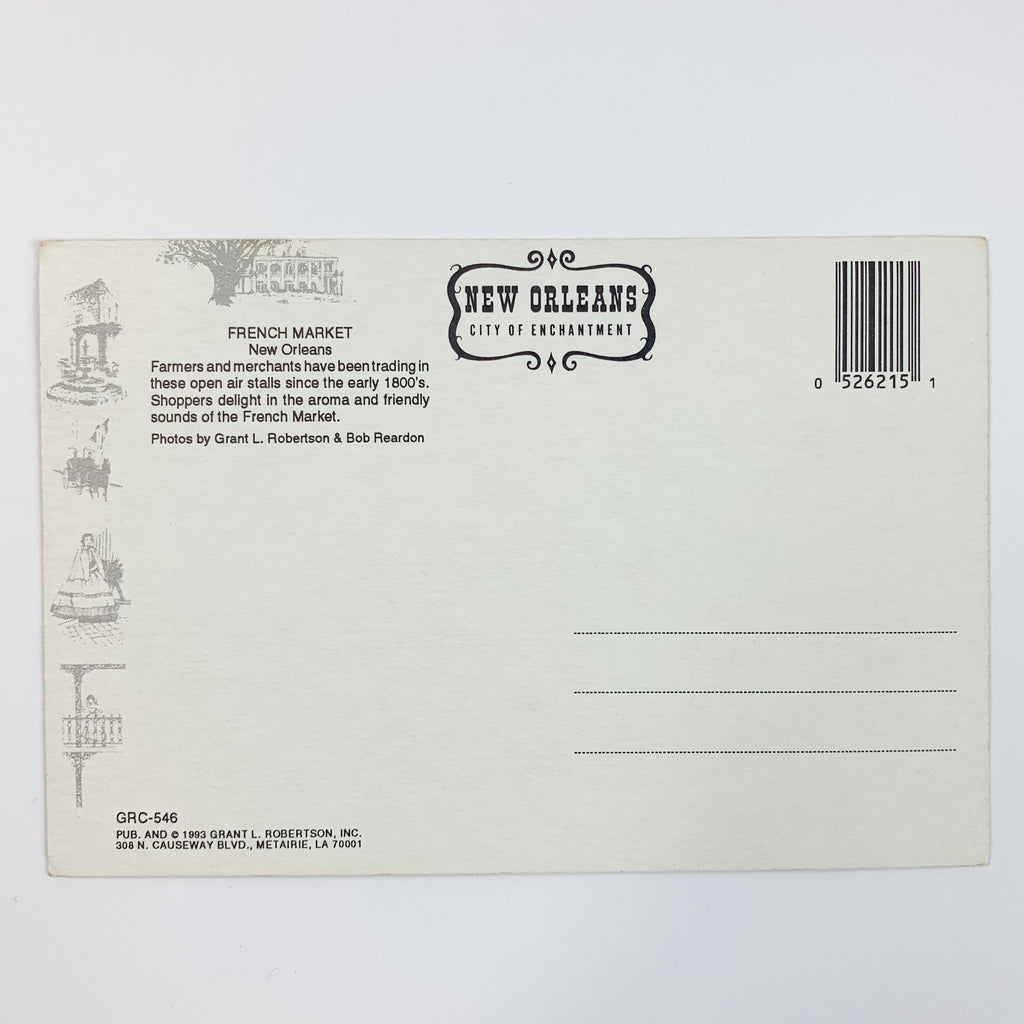 FRENCH MARKET
New Orleans
Farmers and merchants have been trading in
these open air stalls since the early 1800's.
Shoppers delight in the aroma and friendly
sounds of the French Market.
Photos by Grant L. Robertson & Bob Reardon
NEW ORLEANS
CITY OF ENCHANTMENT
0 526215 1
GRC-546
PUB. AND © 1993 GRANT L. ROBERTSON, INC.
308 N. CAUSEWAY BLVD., METAIRIE, LA 70001